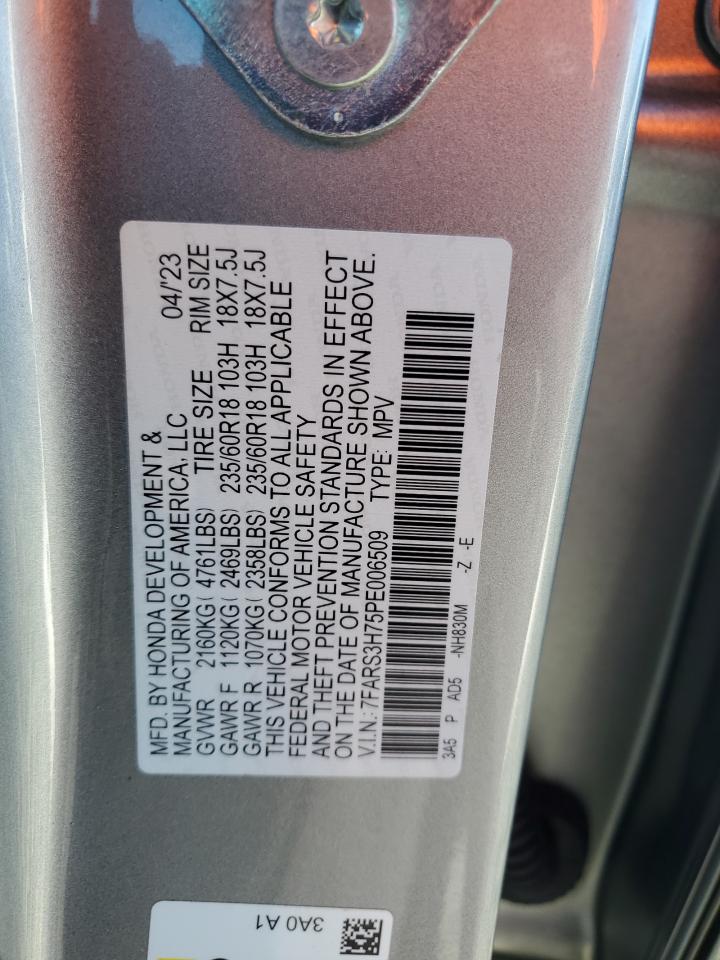 MFD. BY HONDA DEVELOPMENT &
MANUFACTURING OF AMERICA, LLC 04/'23
GVWR 2160KG( 4761LBS) TIRE SIZE RIM SIZE
GAWR F 1120KG( 2469LBS) 235/60R18 103H 18X7.5J
GAWR R 1070KG( 2358LBS) 235/60R18 103H 18X7.5J
THIS VEHICLE CONFORMS TO ALL APPLICABLE
FEDERAL MOTOR VEHICLE SAFETY
AND THEFT PREVENTION STANDARDS IN EFFECT
ON THE DATE OF MANUFACTURE SHOWN ABOVE.
V.I.N.: 7FARS3H75PE006509 TYPE: MPV
3A5 P AD5 -NH830M -Z -E
3A0 A1